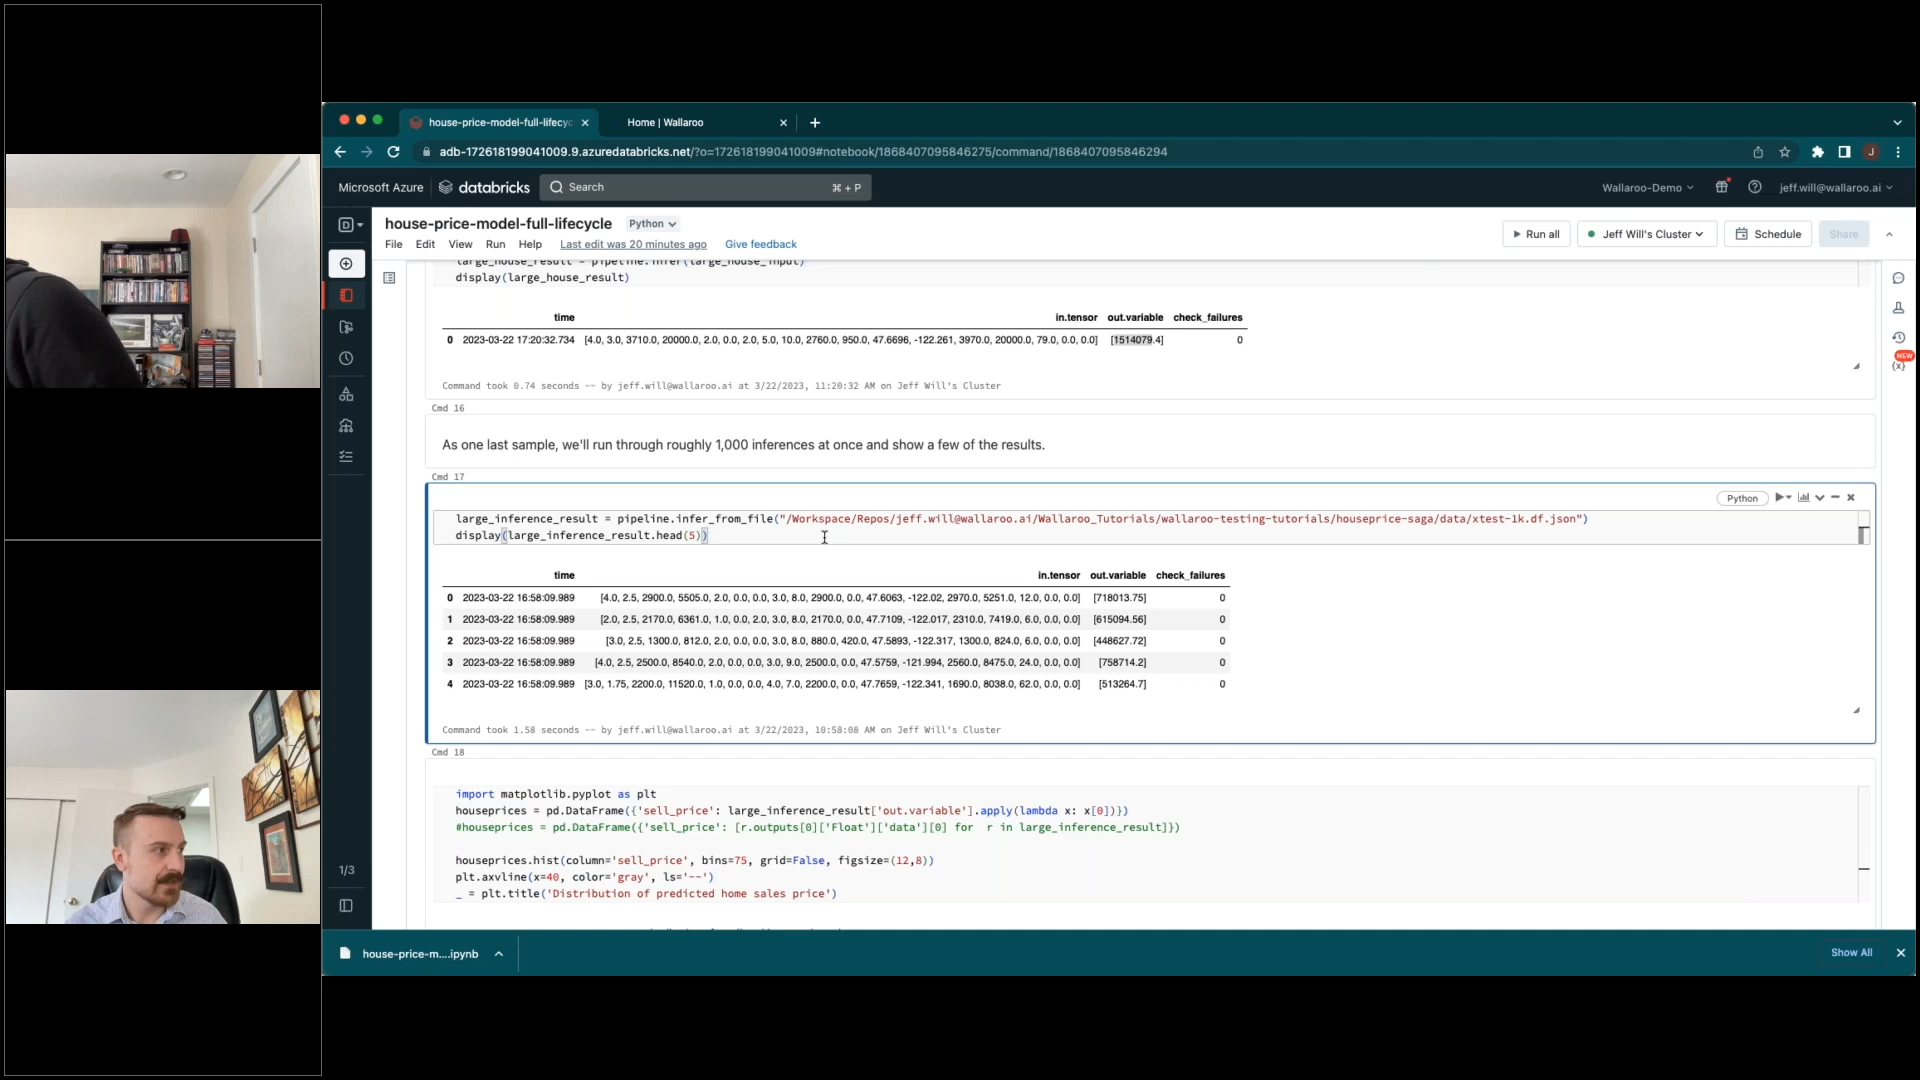 house-price-model-full-lifecyc
Home | Wallaroo
adb-172618199041009.9.azuredatabricks.net/?o=172618199041009#notebook/1868407095846275/command/1868407095846294
J
Microsoft Azure
databricks
Search
⌘ + P
Wallaroo-Demo
jeff.will@wallaroo.ai
D
house-price-model-full-lifecycle
Python
File Edit View Run Help Last edit was 20 minutes ago Give feedback
Run all
Jeff Will's Cluster
Schedule
Share
large_house_result = pipeline.infer(large_house_input)
display(large_house_result)
time in.tensor out.variable check_failures
0 2023-03-22 17:20:32.734 [4.0, 3.0, 3710.0, 20000.0, 2.0, 0.0, 2.0, 5.0, 10.0, 2760.0, 950.0, 47.6696, -122.261, 3970.0, 20000.0, 79.0, 0.0, 0.0] [1514079.4] 0
Command took 0.74 seconds -- by jeff.will@wallaroo.ai at 3/22/2023, 11:20:32 AM on Jeff Will's Cluster
Cmd 16
As one last sample, we'll run through roughly 1,000 inferences at once and show a few of the results.
Cmd 17
Python
large_inference_result = pipeline.infer_from_file("/Workspace/Repos/jeff.will@wallaroo.ai/Wallaroo_Tutorials/wallaroo-testing-tutorials/houseprice-saga/data/xtest-1k.df.json")
display(large_inference_result.head(5))
time in.tensor out.variable check_failures
0 2023-03-22 16:58:09.989 [4.0, 2.5, 2900.0, 5505.0, 2.0, 0.0, 0.0, 3.0, 8.0, 2900.0, 0.0, 47.6063, -122.02, 2970.0, 5251.0, 12.0, 0.0, 0.0] [718013.75] 0
1 2023-03-22 16:58:09.989 [2.0, 2.5, 2170.0, 6361.0, 1.0, 0.0, 2.0, 3.0, 8.0, 2170.0, 0.0, 47.7109, -122.017, 2310.0, 7419.0, 6.0, 0.0, 0.0] [615094.56] 0
2 2023-03-22 16:58:09.989 [3.0, 2.5, 1300.0, 812.0, 2.0, 0.0, 0.0, 3.0, 8.0, 880.0, 420.0, 47.5893, -122.317, 1300.0, 824.0, 6.0, 0.0, 0.0] [448627.72] 0
3 2023-03-22 16:58:09.989 [4.0, 2.5, 2500.0, 8540.0, 2.0, 0.0, 0.0, 3.0, 9.0, 2500.0, 0.0, 47.5759, -121.994, 2560.0, 8475.0, 24.0, 0.0, 0.0] [758714.2] 0
4 2023-03-22 16:58:09.989 [3.0, 1.75, 2200.0, 11520.0, 1.0, 0.0, 0.0, 4.0, 7.0, 2200.0, 0.0, 47.7659, -122.341, 1690.0, 8038.0, 62.0, 0.0, 0.0] [513264.7] 0
Command took 1.58 seconds -- by jeff.will@wallaroo.ai at 3/22/2023, 10:58:08 AM on Jeff Will's Cluster
Cmd 18
import matplotlib.pyplot as plt
houseprices = pd.DataFrame({'sell_price': large_inference_result['out.variable'].apply(lambda x: x[0])})
#houseprices = pd.DataFrame({'sell_price': [r.outputs[0]['Float']['data'][0] for  r in large_inference_result]})
houseprices.hist(column='sell_price', bins=75, grid=False, figsize=(12,8))
plt.axvline(x=40, color='gray', ls='--')
_ = plt.title('Distribution of predicted home sales price')
NEW
{x}
1/3
house-price-m....ipynb
Show All